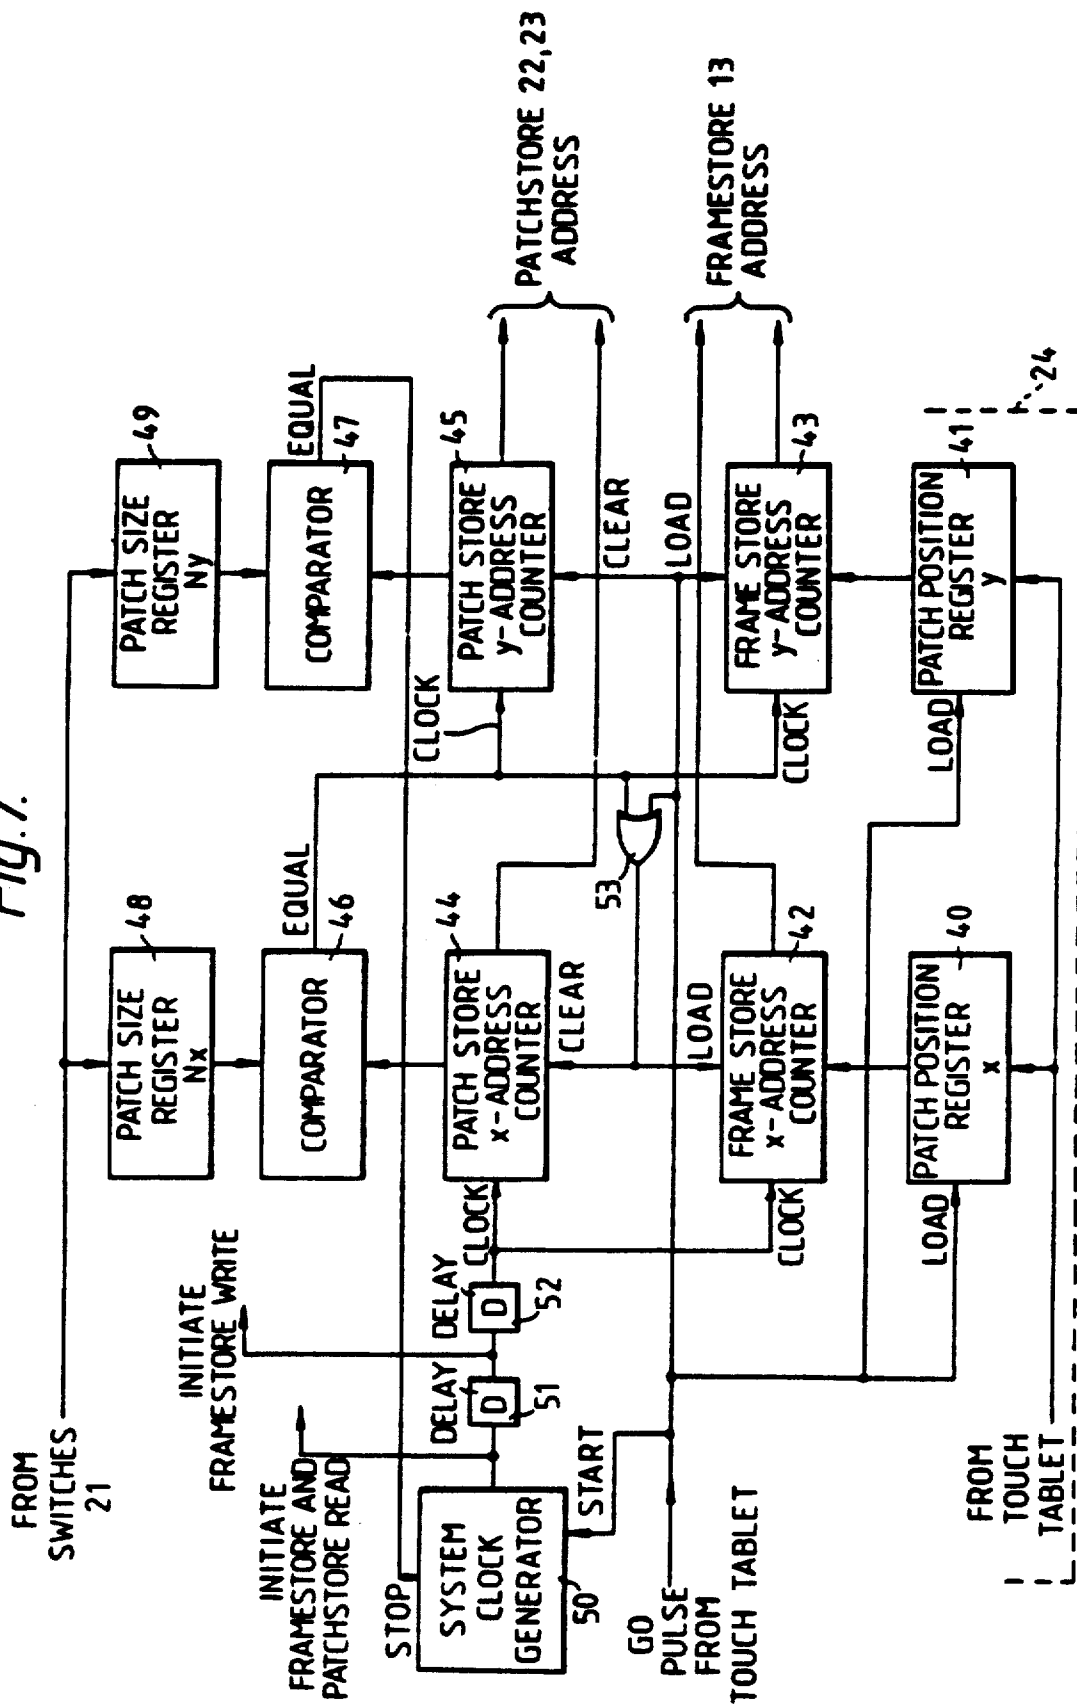 Fig. 7.
FROM
SWITCHES
21
PATCH SIZE
REGISTER
Nx
48
PATCH SIZE
REGISTER
Ny
49
INITIATE
FRAMESTORE WRITE
INITIATE
FRAMESTORE AND
PATCHSTORE READ
COMPARATOR
46
EQUAL
COMPARATOR
47
EQUAL
STOP
SYSTEM
CLOCK
GENERATOR
50
DELAY
D
51
DELAY
D
52
CLOCK
PATCH STORE
x-ADDRESS
COUNTER
44
CLEAR
CLOCK
PATCH STORE
y-ADDRESS
COUNTER
45
CLEAR
PATCHSTORE 22,23
ADDRESS
START
53
GO
PULSE
FROM
TOUCH TABLET
LOAD
FRAME STORE
x-ADDRESS
COUNTER
42
CLOCK
LOAD
FRAME STORE
y-ADDRESS
COUNTER
43
CLOCK
FRAMESTORE 13
ADDRESS
LOAD
PATCH POSITION
REGISTER
x
40
LOAD
PATCH POSITION
REGISTER
y
41
24
FROM
TOUCH
TABLET